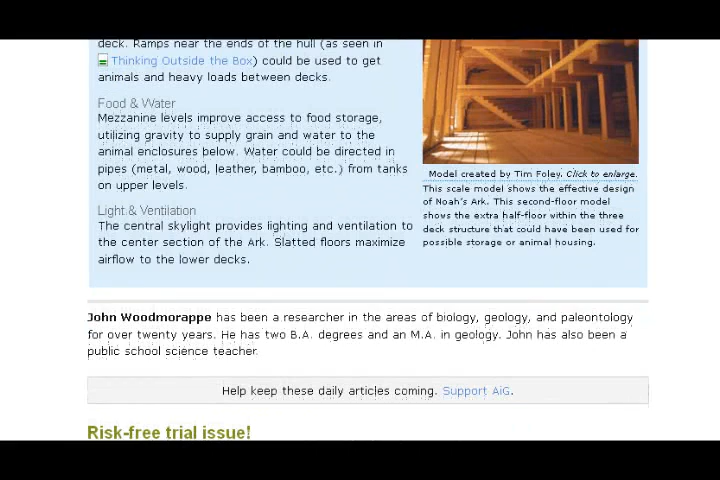 deck. Ramps near the ends of the hull (as seen in
Thinking Outside the Box) could be used to get
animals and heavy loads between decks.
Food & Water
Mezzanine levels improve access to food storage,
utilizing gravity to supply grain and water to the
animal enclosures below. Water could be directed in
pipes (metal, wood, leather, bamboo, etc.) from tanks
on upper levels.
Light & Ventilation
The central skylight provides lighting and ventilation to
the center section of the Ark. Slatted floors maximize
airflow to the lower decks.
Model created by Tim Foley. Click to enlarge.
This scale model shows the effective design
of Noah's Ark. This second-floor model
shows the extra half-floor within the three
deck structure that could have been used for
possible storage or animal housing.
John Woodmorappe has been a researcher in the areas of biology, geology, and paleontology
for over twenty years. He has two B.A. degrees and an M.A. in geology. John has also been a
public school science teacher.
Help keep these daily articles coming. Support AiG.
Risk-free trial issue!